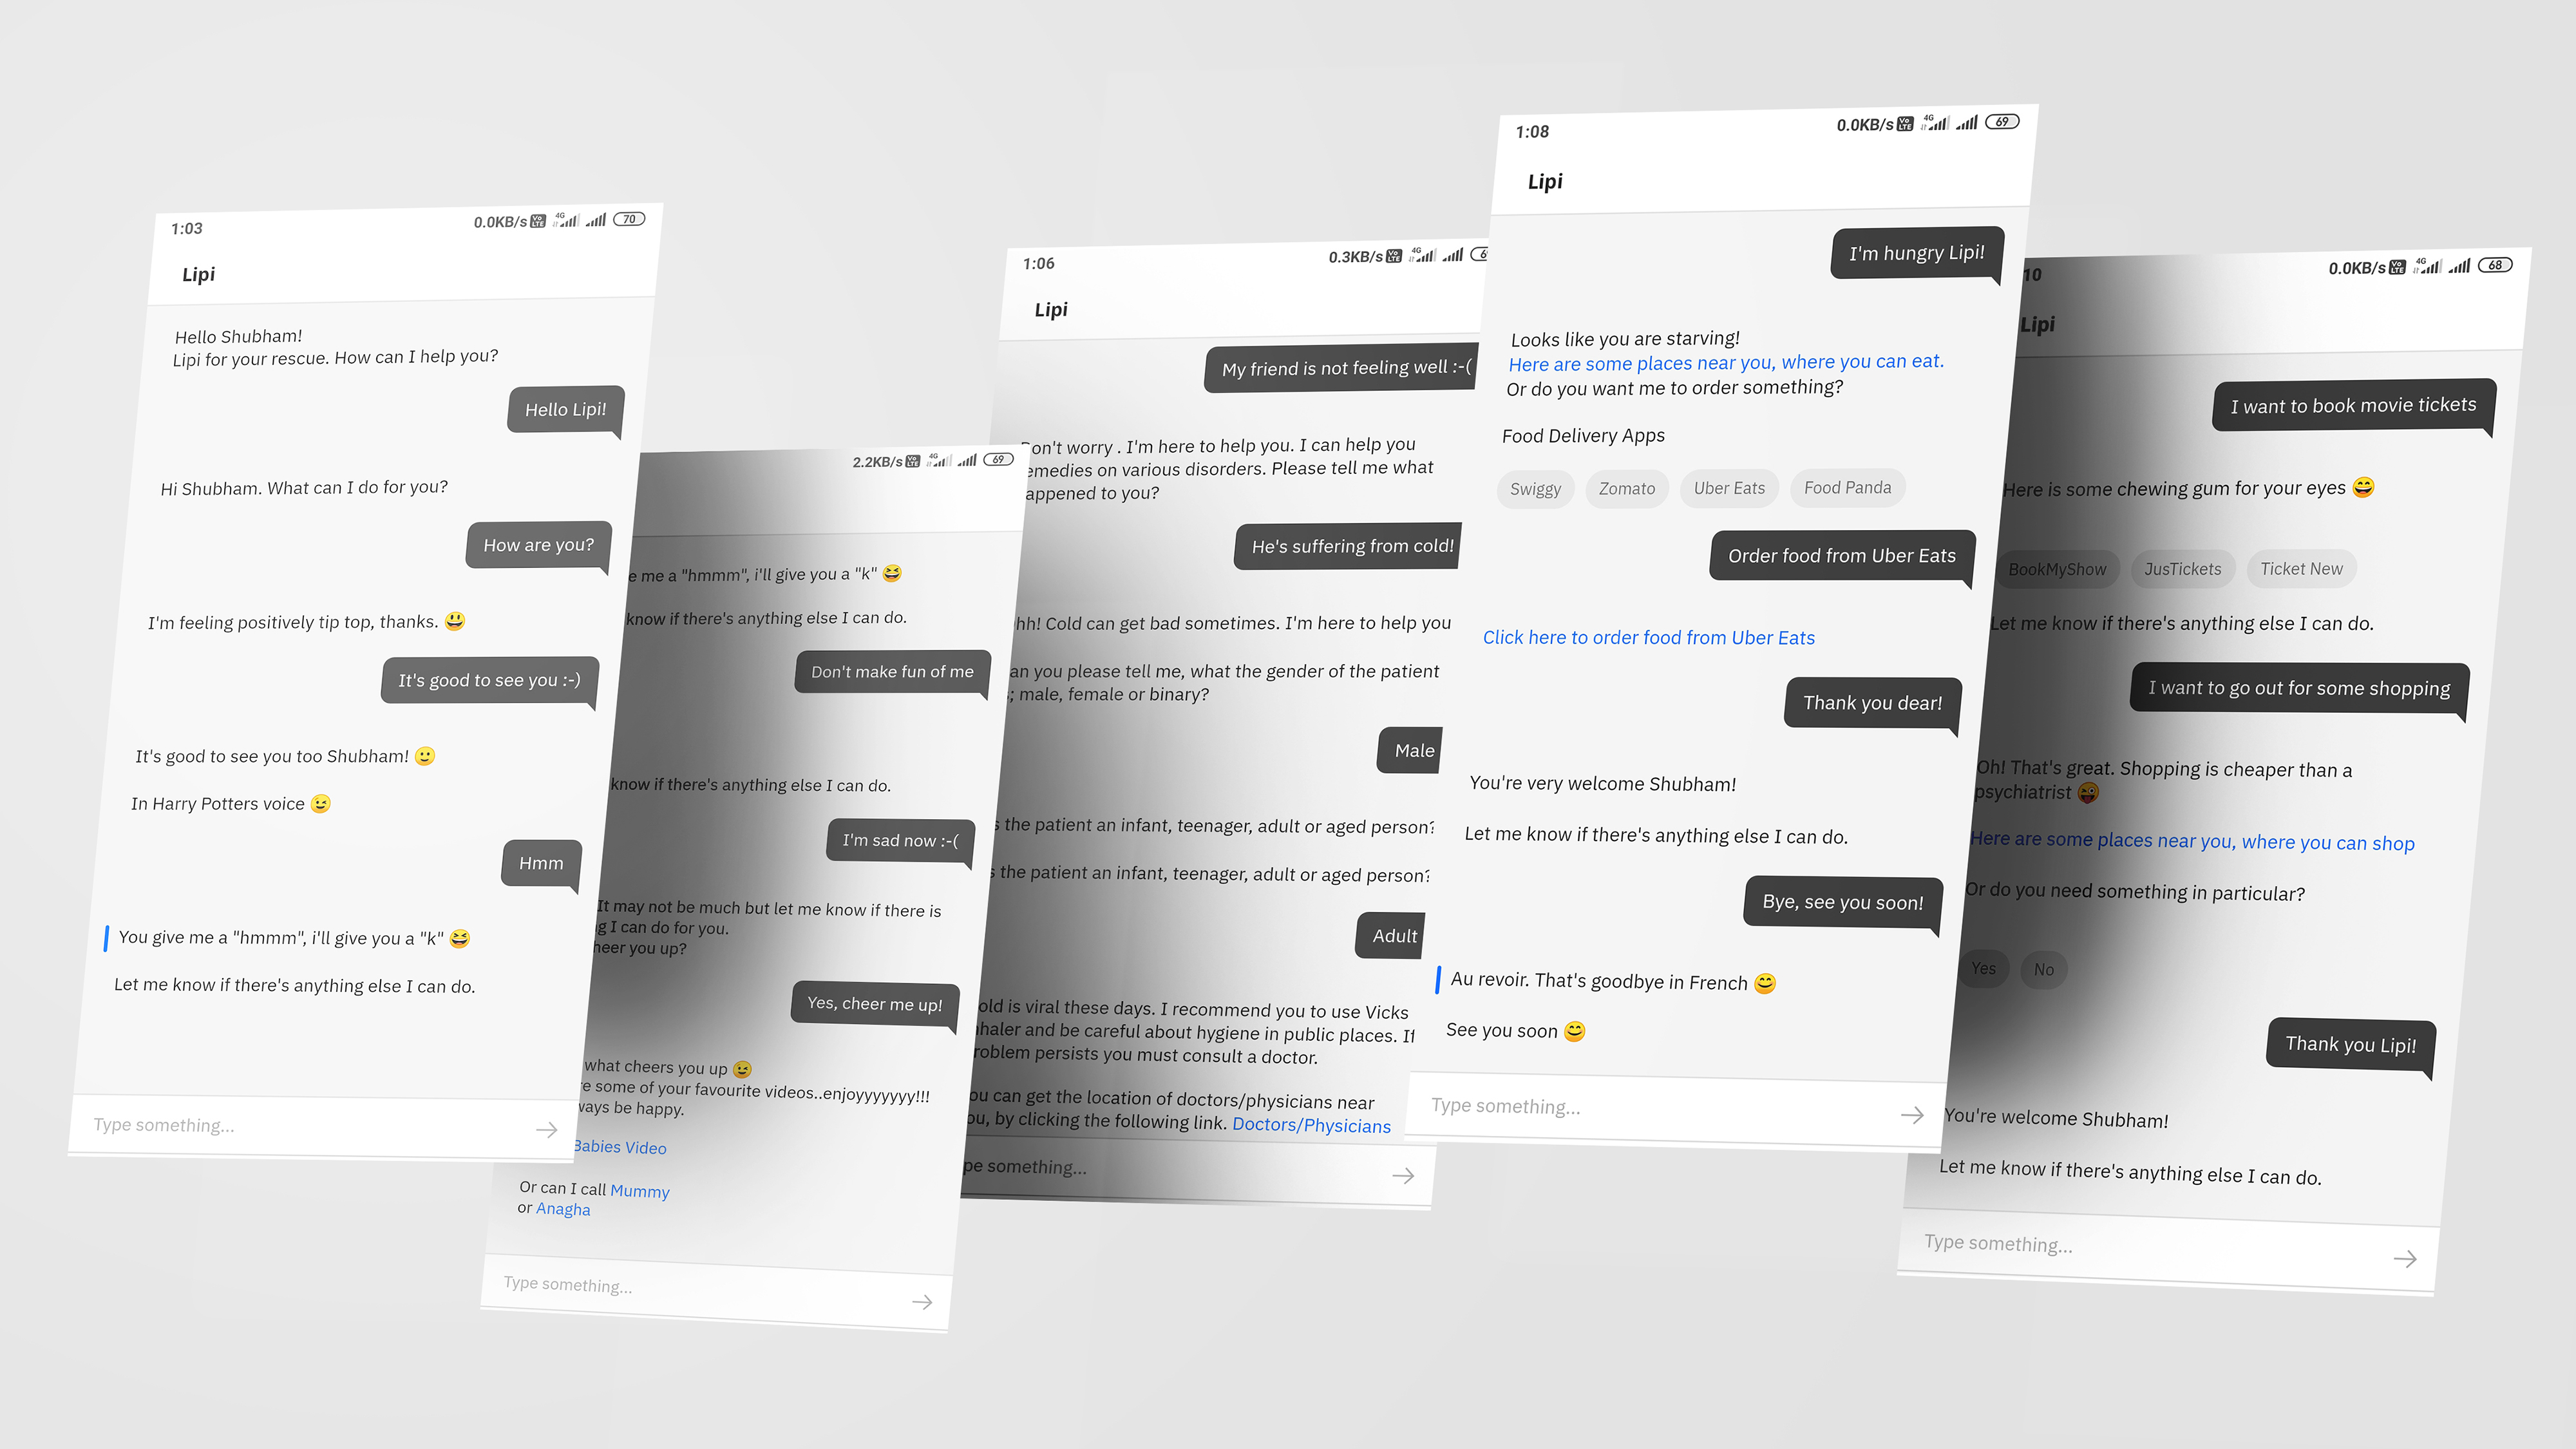 1:03
0.0KB/s Vo LTE 4G 70
Lipi
Hello Shubham!
Lipi for your rescue. How can I help you?
Hello Lipi!
Hi Shubham. What can I do for you?
How are you?
I'm feeling positively tip top, thanks. 😃
It's good to see you :-)
It's good to see you too Shubham! 🙂
In Harry Potters voice 😉
Hmm
You give me a "hmmm", i'll give you a "k" 😆
Let me know if there's anything else I can do.
Type something...
2.2KB/s Vo LTE 4G 69
me a "hmmm", i'll give you a "k" 😆
know if there's anything else I can do.
Don't make fun of me
know if there's anything else I can do.
I'm sad now :-(
It may not be much but let me know if there is
I can do for you.
you up?
Yes, cheer me up!
what cheers you up 😉
some of your favourite videos..enjoyyyyyyy!!!
be happy.
Babies Video
Or can I call Mummy
or Anagha
Type something...
1:06
0.3KB/s Vo LTE 4G
Lipi
My friend is not feeling well :-(
Don't worry . I'm here to help you. I can help you
emedies on various disorders. Please tell me what
appened to you?
He's suffering from cold!
hh! Cold can get bad sometimes. I'm here to help you
an you please tell me, what the gender of the patient
; male, female or binary?
Male
s the patient an infant, teenager, adult or aged person?
s the patient an infant, teenager, adult or aged person?
Adult
old is viral these days. I recommend you to use Vicks
nhaler and be careful about hygiene in public places. If
roblem persists you must consult a doctor.
ou can get the location of doctors/physicians near
ou, by clicking the following link. Doctors/Physicians
pe something...
1:08
0.0KB/s Vo LTE 4G 69
Lipi
I'm hungry Lipi!
Looks like you are starving!
Here are some places near you, where you can eat.
Or do you want me to order something?
Food Delivery Apps
Swiggy Zomato Uber Eats Food Panda
Order food from Uber Eats
Click here to order food from Uber Eats
Thank you dear!
You're very welcome Shubham!
Let me know if there's anything else I can do.
Bye, see you soon!
Au revoir. That's goodbye in French 😊
See you soon 😊
Type something...
10
0.0KB/s Vo LTE 4G 68
Lipi
I want to book movie tickets
Here is some chewing gum for your eyes 😄
BookMyShow JusTickets Ticket New
Let me know if there's anything else I can do.
I want to go out for some shopping
Oh! That's great. Shopping is cheaper than a
psychiatrist 😜
Here are some places near you, where you can shop
Or do you need something in particular?
Yes No
Thank you Lipi!
You're welcome Shubham!
Let me know if there's anything else I can do.
Type something...